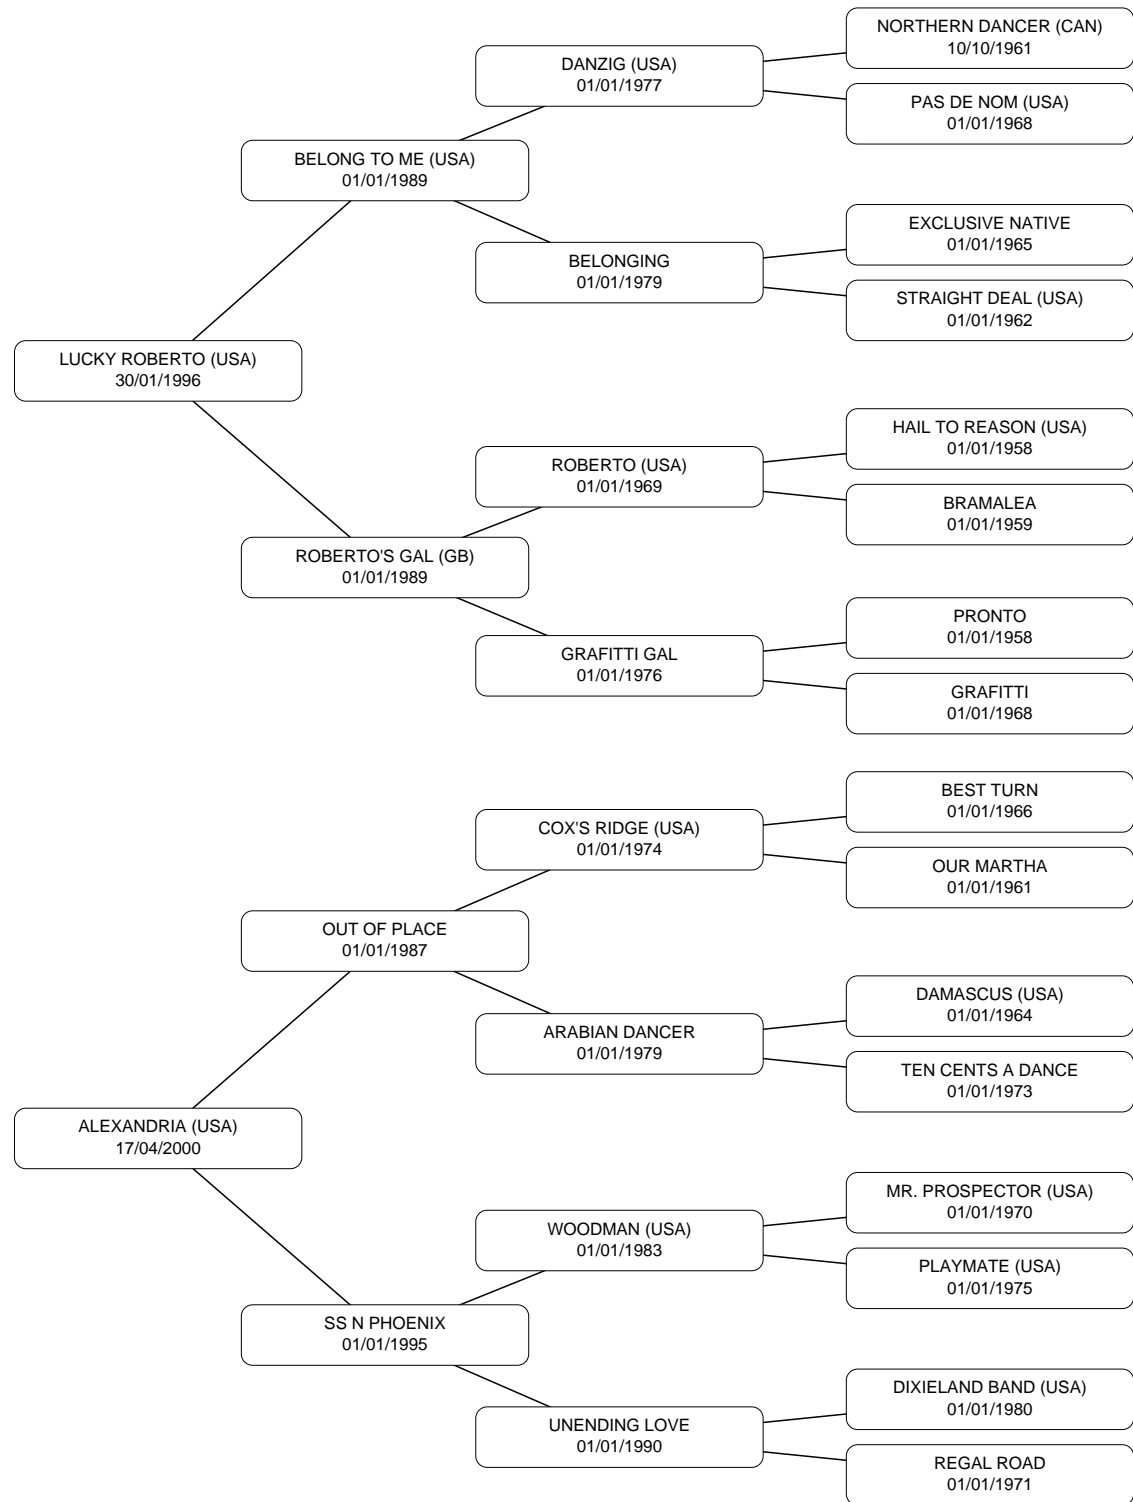 NORTHERN DANCER (CAN)
10/10/1961
DANZIG (USA)
01/01/1977
PAS DE NOM (USA)
01/01/1968
BELONG TO ME (USA)
01/01/1989
EXCLUSIVE NATIVE
01/01/1965
BELONGING
01/01/1979
STRAIGHT DEAL (USA)
01/01/1962
LUCKY ROBERTO (USA)
30/01/1996
HAIL TO REASON (USA)
01/01/1958
ROBERTO (USA)
01/01/1969
BRAMALEA
01/01/1959
ROBERTO'S GAL (GB)
01/01/1989
PRONTO
01/01/1958
GRAFITTI GAL
01/01/1976
GRAFITTI
01/01/1968
BEST TURN
01/01/1966
COX'S RIDGE (USA)
01/01/1974
OUR MARTHA
01/01/1961
OUT OF PLACE
01/01/1987
DAMASCUS (USA)
01/01/1964
ARABIAN DANCER
01/01/1979
TEN CENTS A DANCE
01/01/1973
ALEXANDRIA (USA)
17/04/2000
MR. PROSPECTOR (USA)
01/01/1970
WOODMAN (USA)
01/01/1983
PLAYMATE (USA)
01/01/1975
SS N PHOENIX
01/01/1995
DIXIELAND BAND (USA)
01/01/1980
UNENDING LOVE
01/01/1990
REGAL ROAD
01/01/1971